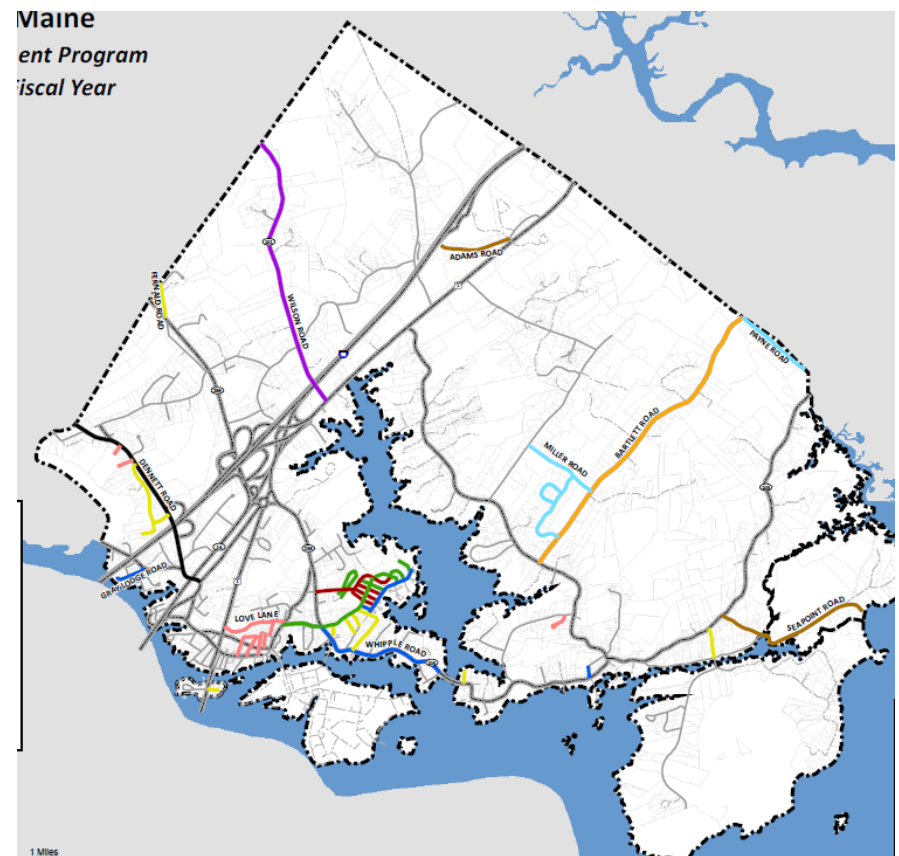 Maine
ent Program
iscal Year
ADAMS ROAD
FERNALD ROAD
WILSON ROAD
PAYNE ROAD
BARTLETT ROAD
MILLER ROAD
DENNETT ROAD
GRAYLODGE ROAD
LOVE LANE
WHIPPLE ROAD
SEAPOINT ROAD
1 Miles